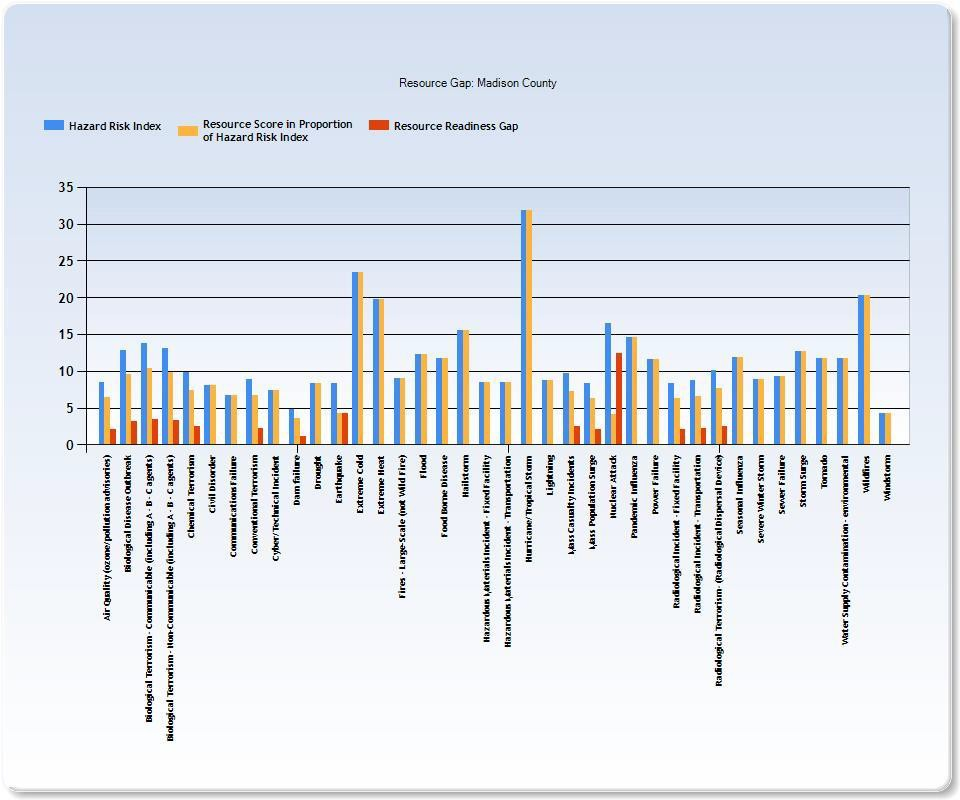 Resource Gap: Madison County
Hazard Risk Index
Resource Score in Proportion
of Hazard Risk Index
Resource Readiness Gap
35
30
25
20
15
10
5
0
Air Quality (ozone/pollution advisories)
Biological Disease Outbreak
Biological Terrorism - Communicable (including A - B - C agents)
Biological Terrorism - Non-Communicable (including A - B - C agents)
Chemical Terrorism
Civil Disorder
Communications Failure
Conventional Terrorism
Cyber/Technical Incident
Dam failure
Drought
Earthquake
Extreme Cold
Extreme Heat
Fires - Large-Scale (not Wild Fire)
Flood
Food Borne Disease
Hailstorm
Hazardous Materials Incident - Fixed Facility
Hazardous Materials Incident - Transportation
Hurricane/Tropical Storm
Lightning
Mass Casualty Incidents
Mass Population Surge
Nuclear Attack
Pandemic Influenza
Power Failure
Radiological Incident - Fixed Facility
Radiological Incident - Transportation
Radiological Terrorism- (Radiological Dispersal Device)
Seasonal Influenza
Severe Winter Storm
Sewer Failure
Storm Surge
Tornado
Water Supply Contamination - environmental
Wildfires
Windstorm